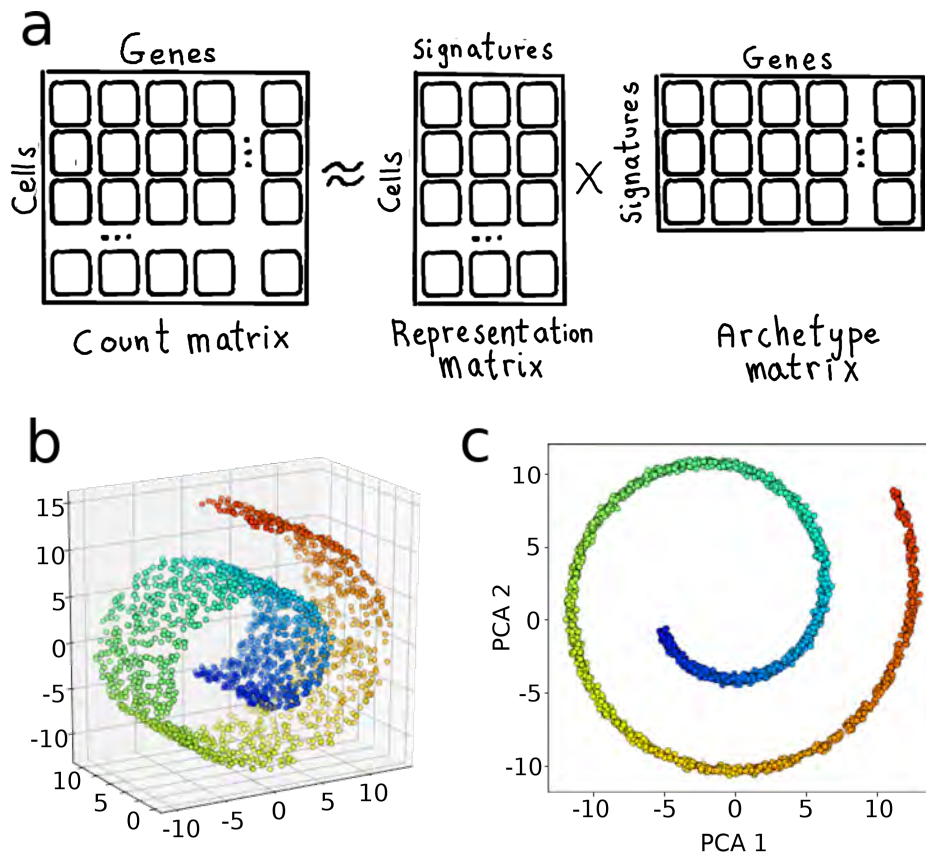 a
Genes
Signatures
Genes
Cells
...
...
≈
Cells
...
X
Signatures
...
Count matrix
Representation
matrix
Archetype
matrix
b
15
10
5
0
-5
-10
10
5
0
-10
-5
0
5
10
c
10
5
0
-5
-10
PCA 2
-10
-5
0
5
10
PCA 1